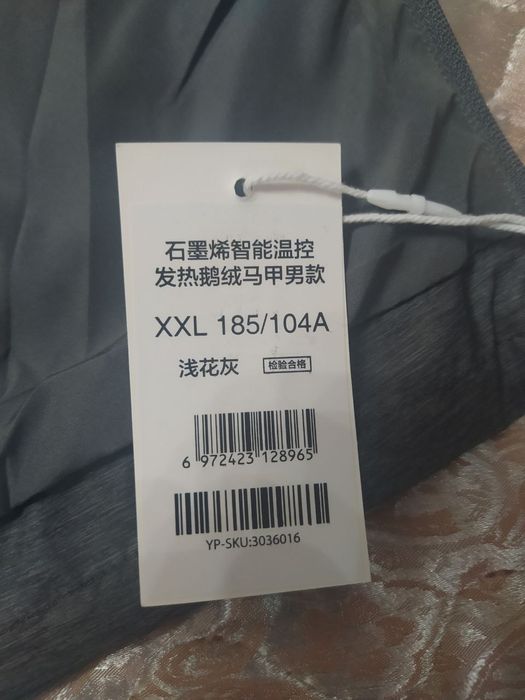 石墨烯智能温控
发热鹅绒马甲男款
XXL 185/104A
浅花灰 检验合格
6 972423 128965
YP-SKU:3036016